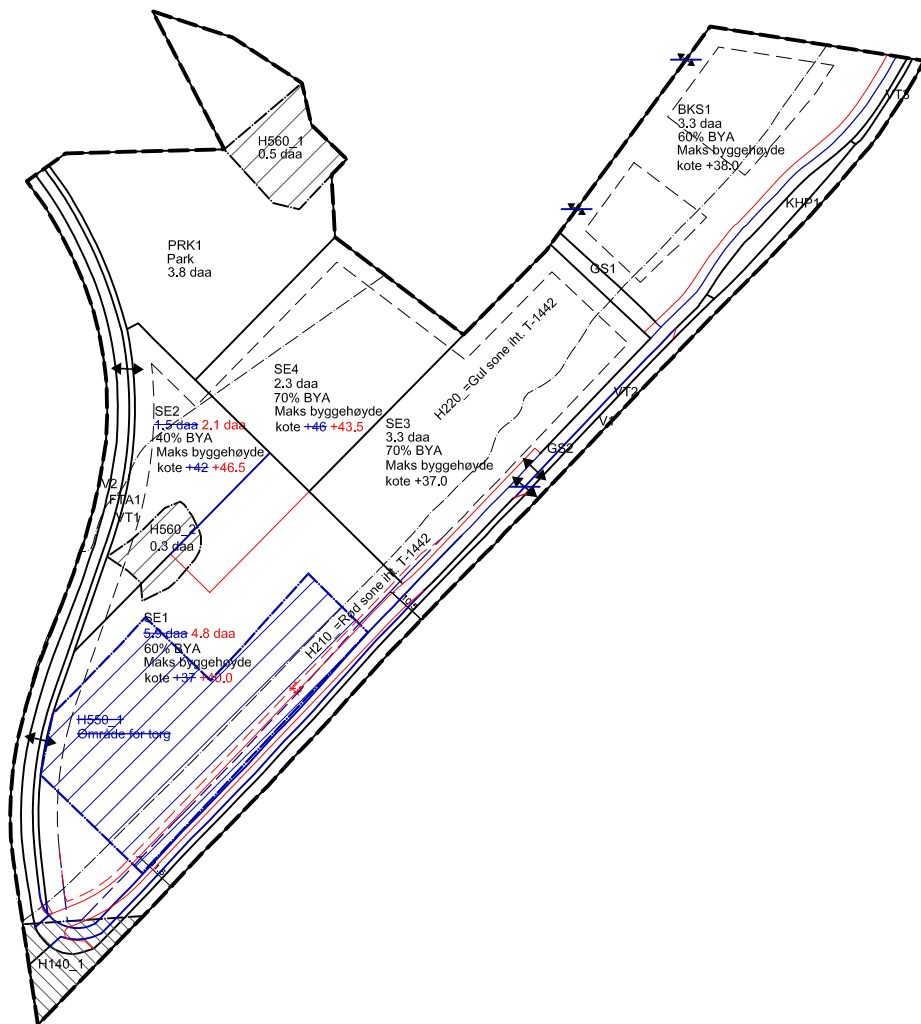 H560_1
0.5 daa
BKS1
3.3 daa
60% BYA
Maks byggehøyde
kote +38.0
VT3
KHP1
PRK1
Park
3.8 daa
GS1
H220_=Gul sone iht. T-1442
SE4
2.3 daa
70% BYA
Maks byggehøyde
kote +46 +43.5
SE2
1.5 daa 2.1 daa
40% BYA
Maks byggehøyde
kote +42 +46.5
SE3
3.3 daa
70% BYA
Maks byggehøyde
kote +37.0
VT2
V1
GS2
V2
FTA1
VT1
H560_2
0.3 daa
H210_=Rød sone iht. T-1442
SE1
5.9 daa 4.8 daa
60% BYA
Maks byggehøyde
kote +37 +40.0
H550_1
Område for torg
H140_1